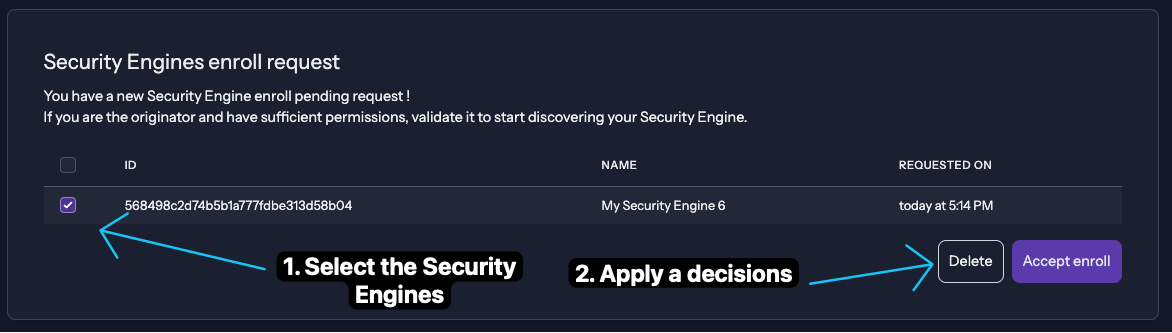 Security Engines enroll request
You have a new Security Engine enroll pending request !
If you are the originator and have sufficient permissions, validate it to start discovering your Security Engine.
ID NAME REQUESTED ON
568498c2d74b5b1a777fdbe313d58b04 My Security Engine 6 today at 5:14 PM
1. Select the Security
Engines
2. Apply a decisions
Delete Accept enroll